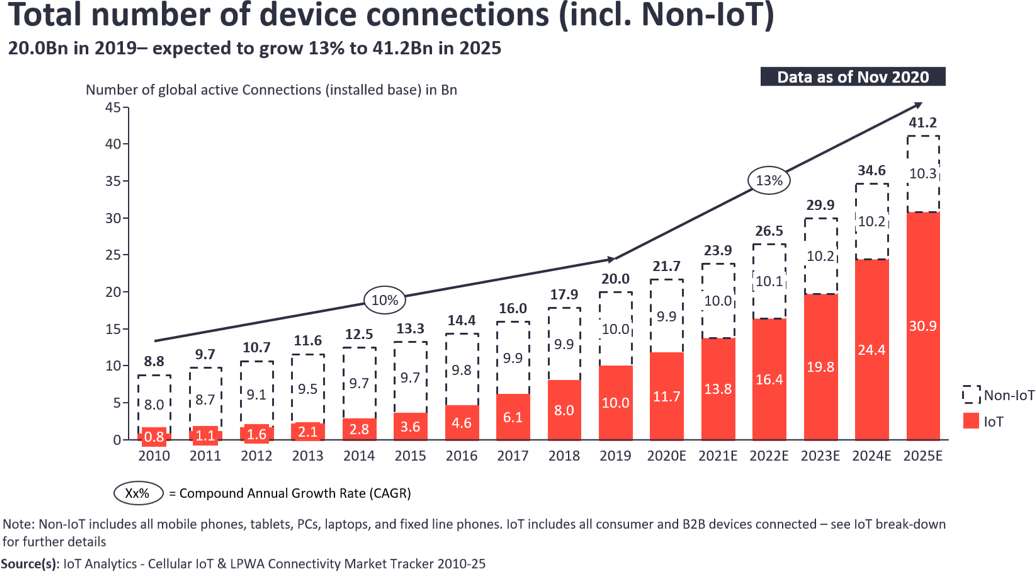 Total number of device connections (incl. Non-IoT)
20.0Bn in 2019– expected to grow 13% to 41.2Bn in 2025
Data as of Nov 2020
Number of global active Connections (installed base) in Bn
45
40
35
30
25
20
15
10
5
0
10%
13%
8.8 9.7 10.7 11.6 12.5 13.3 14.4 16.0 17.9 20.0 21.7 23.9 26.5 29.9 34.6 41.2
8.0 8.7 9.1 9.5 9.7 9.7 9.8 9.9 9.9 10.0 9.9 10.0 10.1 10.2 10.2 10.3
0.8 1.1 1.6 2.1 2.8 3.6 4.6 6.1 8.0 10.0 11.7 13.8 16.4 19.8 24.4 30.9
2010 2011 2012 2013 2014 2015 2016 2017 2018 2019 2020E 2021E 2022E 2023E 2024E 2025E
Non-IoT
IoT
Xx% = Compound Annual Growth Rate (CAGR)
Note: Non-IoT includes all mobile phones, tablets, PCs, laptops, and fixed line phones. IoT includes all consumer and B2B devices connected – see IoT break-down
for further details
Source(s): IoT Analytics - Cellular IoT & LPWA Connectivity Market Tracker 2010-25